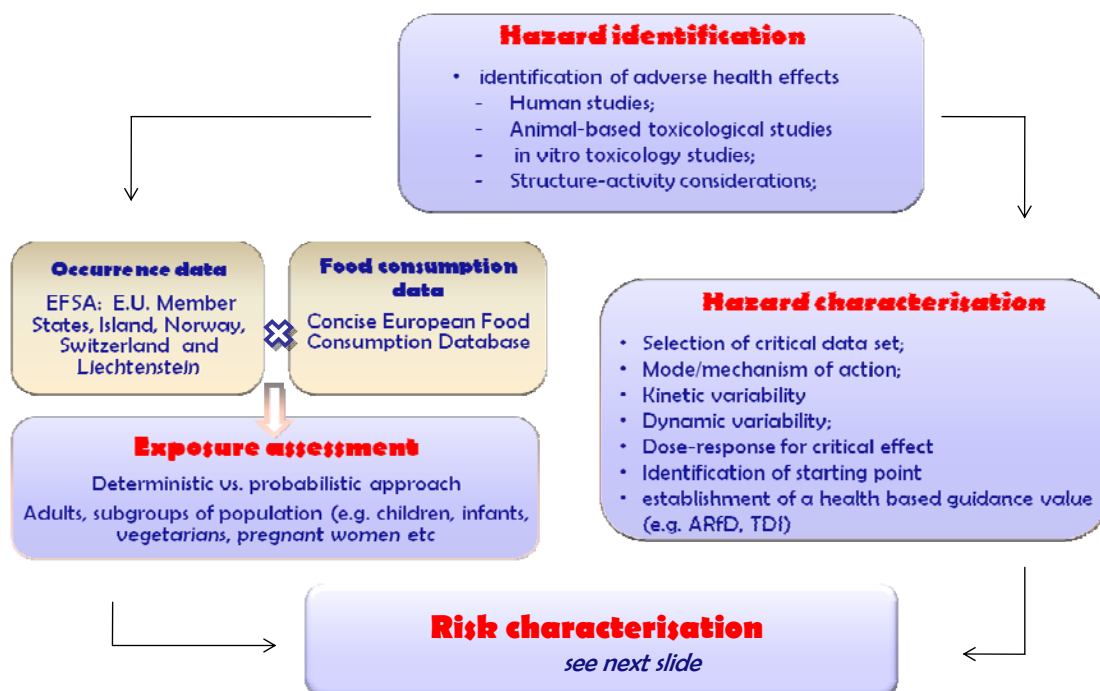 Hazard identification
• identification of adverse health effects
- Human studies;
- Animal-based toxicological studies
- in vitro toxicology studies;
- Structure-activity considerations;
Occurrence data
EFSA: E.U. Member
States, Island, Norway,
Switzerland and
Liechtenstein
Food consumption
data
Concise European Food
Consumption Database
Exposure assessment
Deterministic vs. probabilistic approach
Adults, subgroups of population (e.g. children, infants,
vegetarians, pregnant women etc
Hazard characterisation
• Selection of critical data set;
• Mode/mechanism of action;
• Kinetic variability
• Dynamic variability;
• Dose-response for critical effect
• Identification of starting point
• establishment of a health based guidance value
(e.g. ARfD, TDI)
Risk characterisation
see next slide